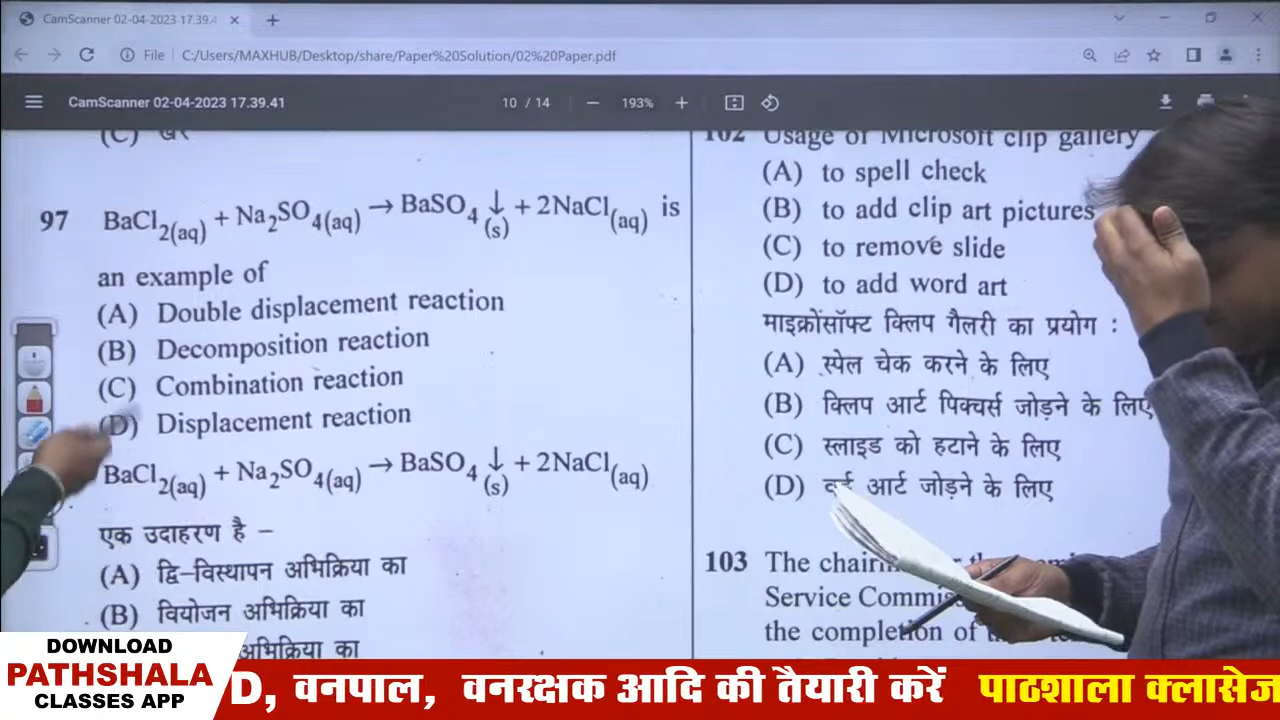 CamScanner 02-04-2023 17.39.4
File C:/Users/MAXHUB/Desktop/share/Paper%20Solution/02%20Paper.pdf
CamScanner 02-04-2023 17.39.41
10 / 14
193%
(C)
97 BaCl2(aq) + Na2SO4(aq) → BaSO4 ↓(s) + 2NaCl(aq) is
an example of
(A) Double displacement reaction
(B) Decomposition reaction
(C) Combination reaction
(D) Displacement reaction
BaCl2(aq) + Na2SO4(aq) → BaSO4 ↓(s) + 2NaCl(aq)
एक उदाहरण है –
(A) द्वि-विस्थापन अभिक्रिया का
(B) वियोजन अभिक्रिया का
अभिक्रिया का
102 Usage of Microsoft clip gallery
(A) to spell check
(B) to add clip art pictures
(C) to remove slide
(D) to add word art
माइक्रोंसॉफ्ट क्लिप गैलरी का प्रयोग :
(A) स्पेल चेक करने के लिए
(B) क्लिप आर्ट पिक्चर्स जोड़ने के लिए
(C) स्लाइड को हटाने के लिए
(D) वर्ड आर्ट जोड़ने के लिए
103 The
Service
the completion of
DOWNLOAD
PATHSHALA
CLASSES APP
D, वनपाल, वनरक्षक आदि की तैयारी करें पाठशाला क्लासेज